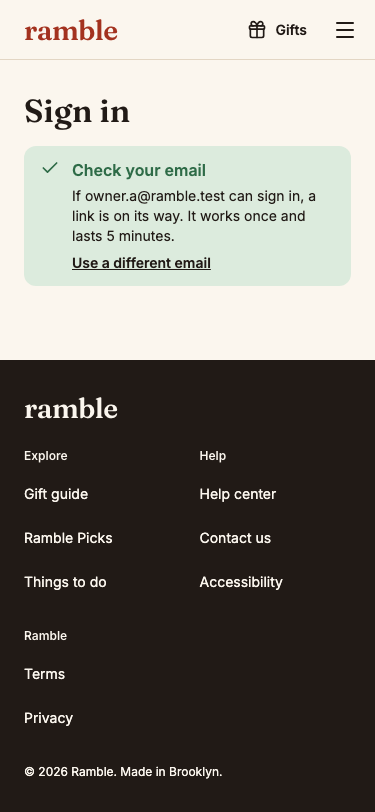 ramble
Gifts
Sign in
Check your email
If owner.a@ramble.test can sign in, a
link is on its way. It works once and
lasts 5 minutes.
Use a different email
ramble
Explore
Help
Gift guide
Help center
Ramble Picks
Contact us
Things to do
Accessibility
Ramble
Terms
Privacy
© 2026 Ramble. Made in Brooklyn.